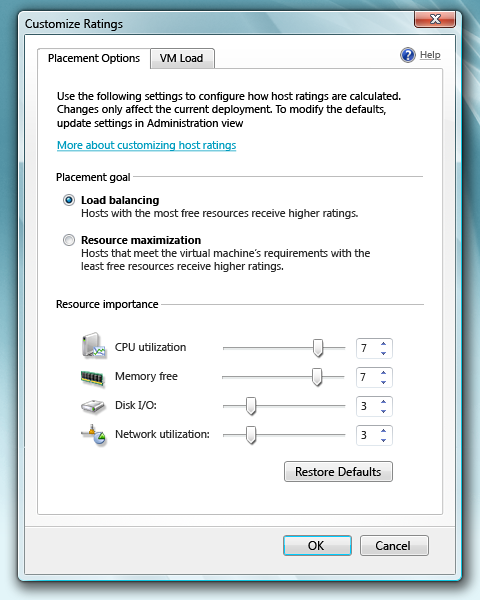 Customize Ratings
Placement Options
VM Load
Help
Use the following settings to configure how host ratings are calculated.
Changes only affect the current deployment. To modify the defaults,
update settings in Administration view
More about customizing host ratings
Placement goal
Load balancing
Hosts with the most free resources receive higher ratings.
Resource maximization
Hosts that meet the virtual machine's requirements with the
least free resources receive higher ratings.
Resource importance
CPU utilization 7
Memory free 7
Disk I/O: 3
Network utilization: 3
Restore Defaults
OK Cancel